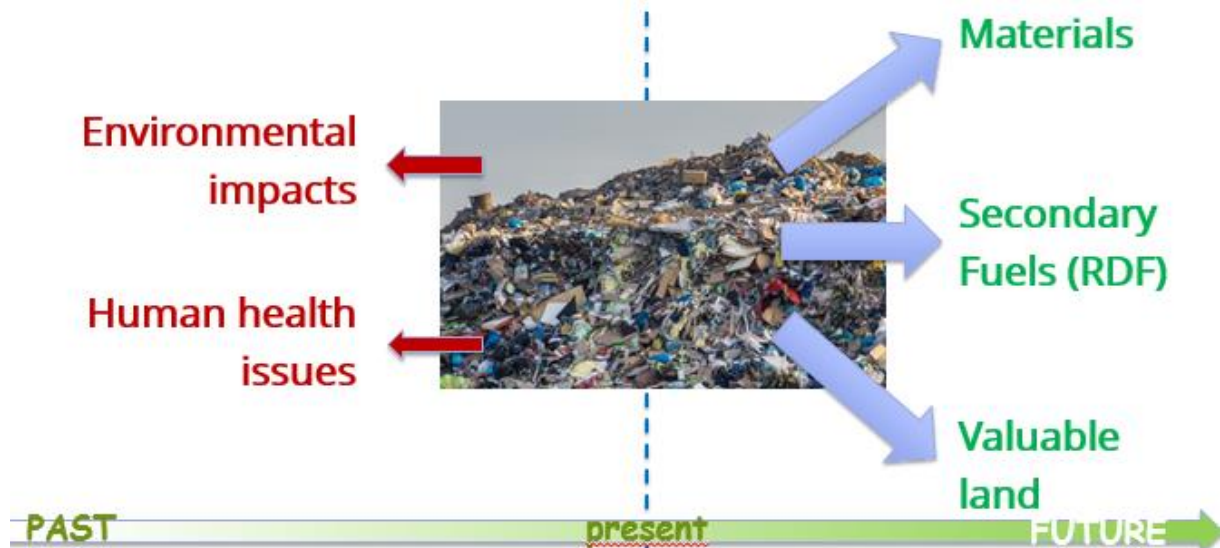 Environmental
impacts
Human health
issues
Materials
Secondary
Fuels (RDF)
Valuable
land
PAST
present
FUTURE